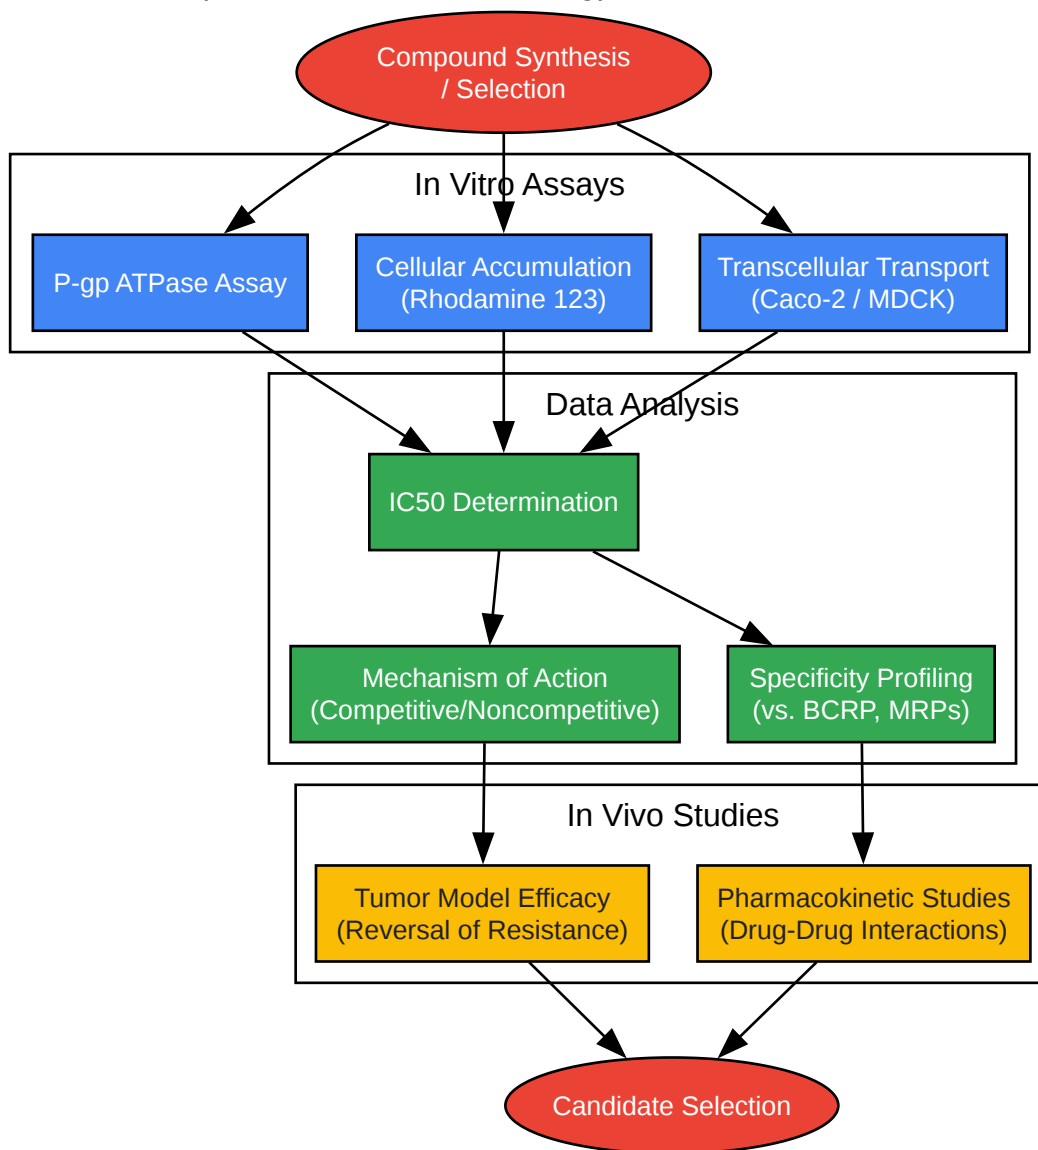 Compound Synthesis
/ Selection
In Vitro Assays
P-gp ATPase Assay
Cellular Accumulation
(Rhodamine 123)
Transcellular Transport
(Caco-2 / MDCK)
Data Analysis
IC50 Determination
Mechanism of Action
(Competitive/Noncompetitive)
Specificity Profiling
(vs. BCRP, MRPs)
In Vivo Studies
Tumor Model Efficacy
(Reversal of Resistance)
Pharmacokinetic Studies
(Drug-Drug Interactions)
Candidate Selection